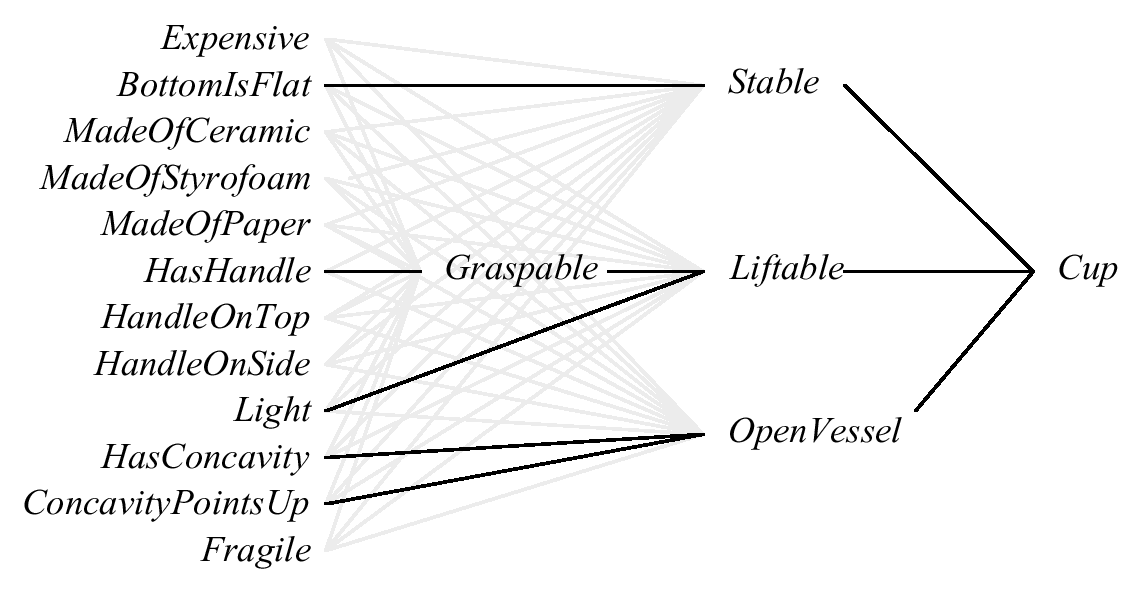 Expensive
BottomIsFlat
MadeOfCeramic
MadeOfStyrofoam
MadeOfPaper
HasHandle
HandleOnTop
HandleOnSide
Light
HasConcavity
ConcavityPointsUp
Fragile
Graspable
Stable
Liftable
OpenVessel
Cup